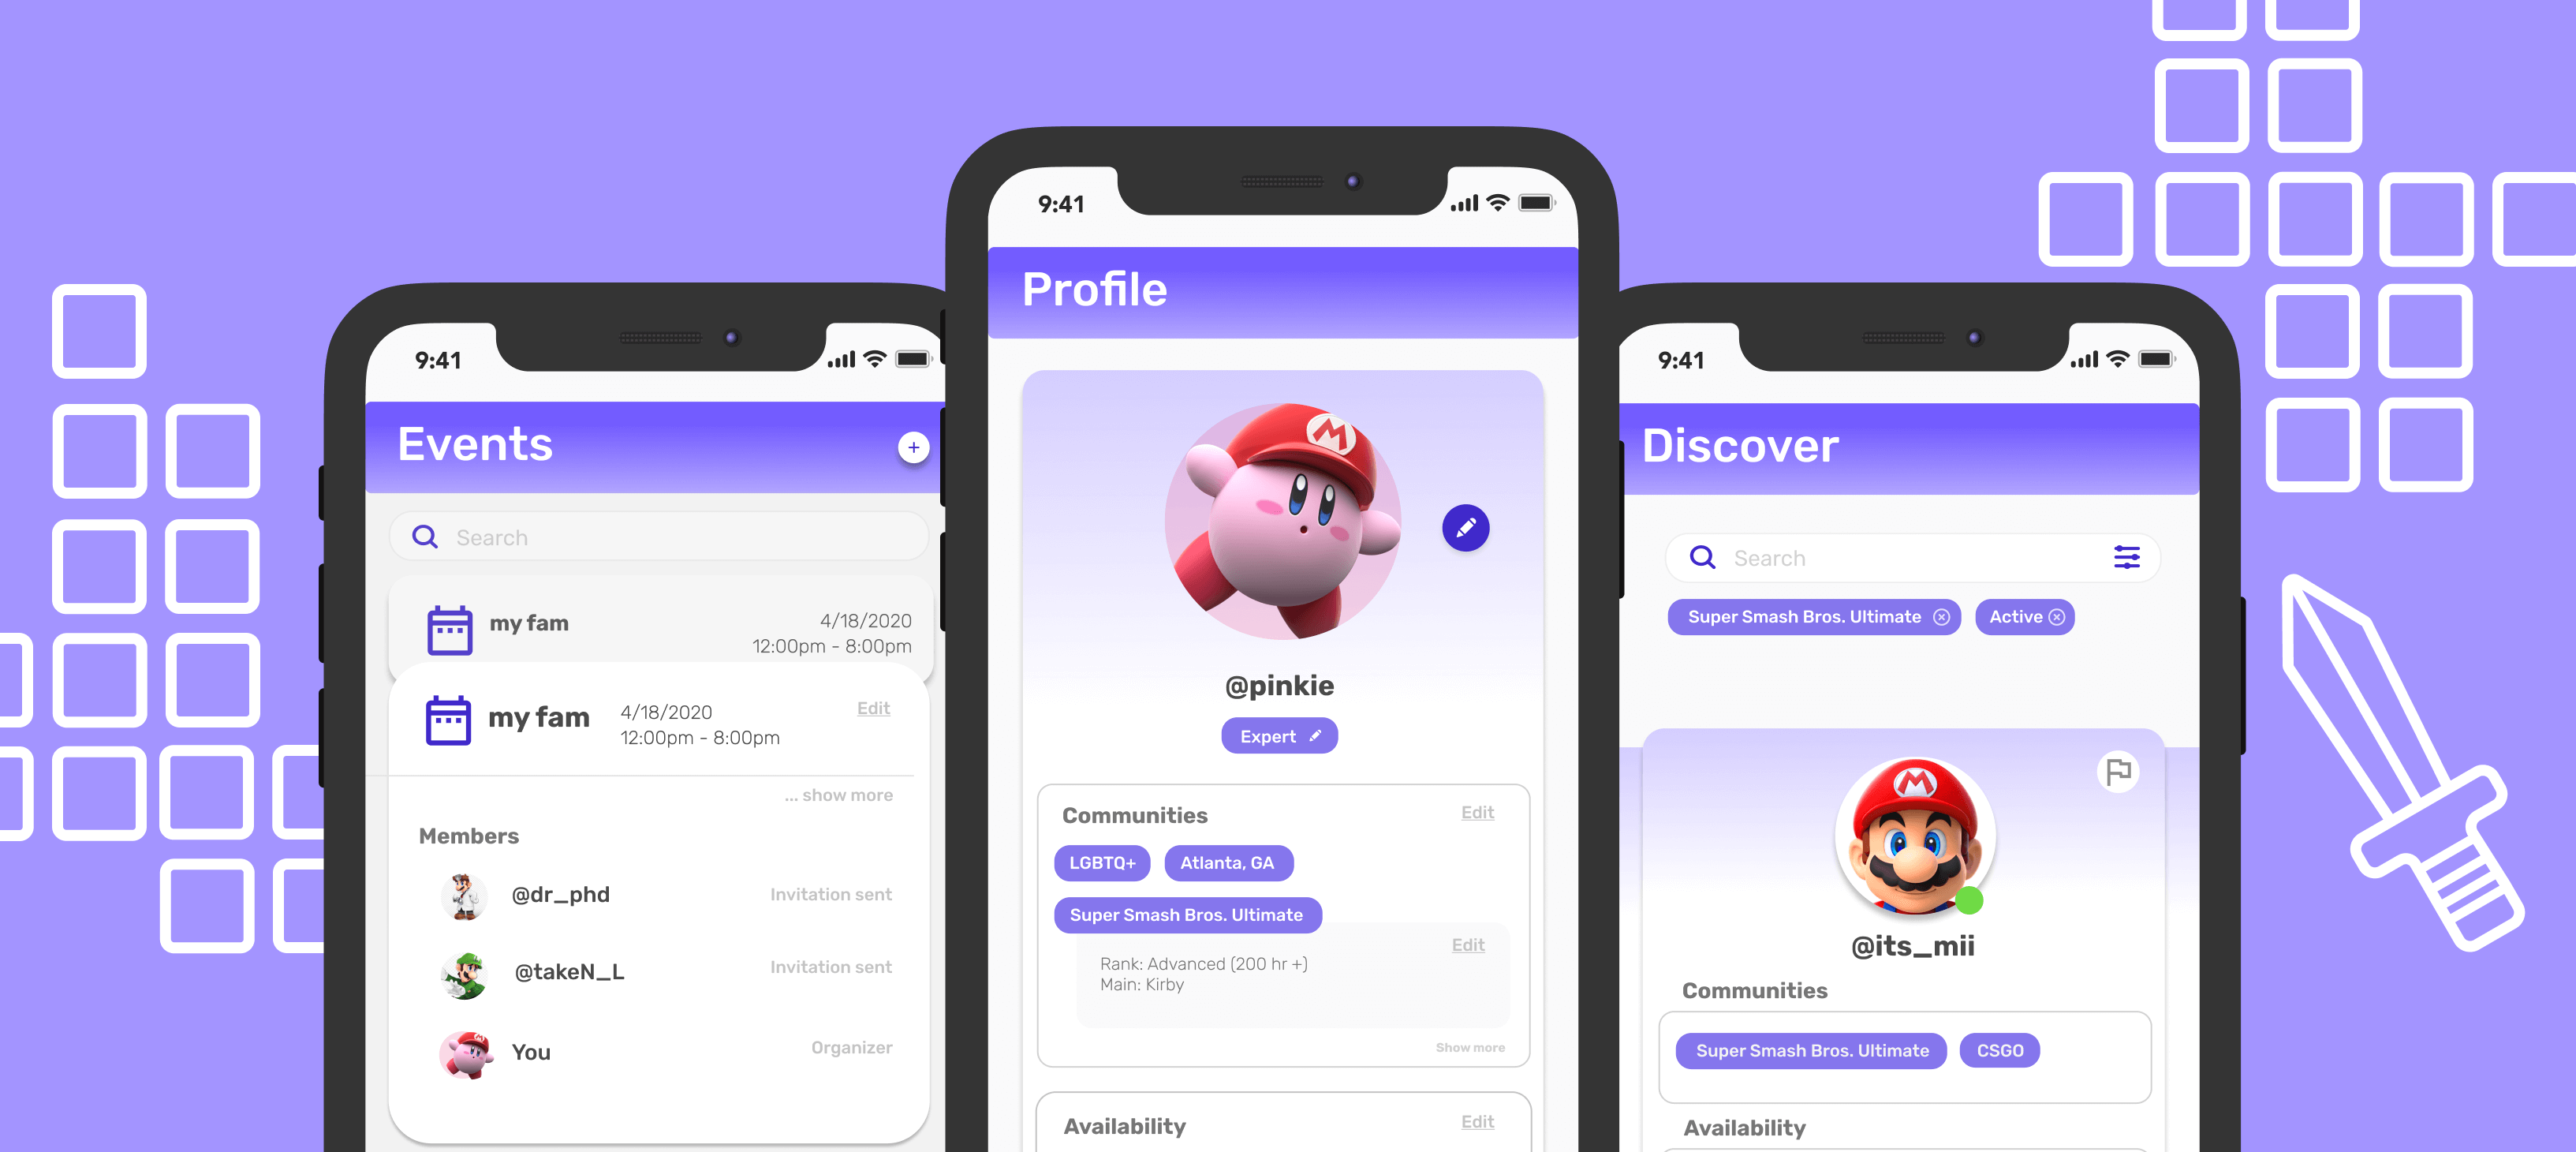 9:41
Events
+
Search
my fam
4/18/2020
12:00pm - 8:00pm
my fam
4/18/2020
12:00pm - 8:00pm
Edit
... show more
Members
@dr_phd
Invitation sent
@takeN_L
Invitation sent
You
Organizer
9:41
Profile
M
@pinkie
Expert
Communities
Edit
LGBTQ+
Atlanta, GA
Super Smash Bros. Ultimate
Edit
Rank: Advanced (200 hr +)
Main: Kirby
Show more
Availability
Edit
9:41
Discover
Search
Super Smash Bros. Ultimate
Active
M
@its_mii
Communities
Super Smash Bros. Ultimate
CSGO
Availability